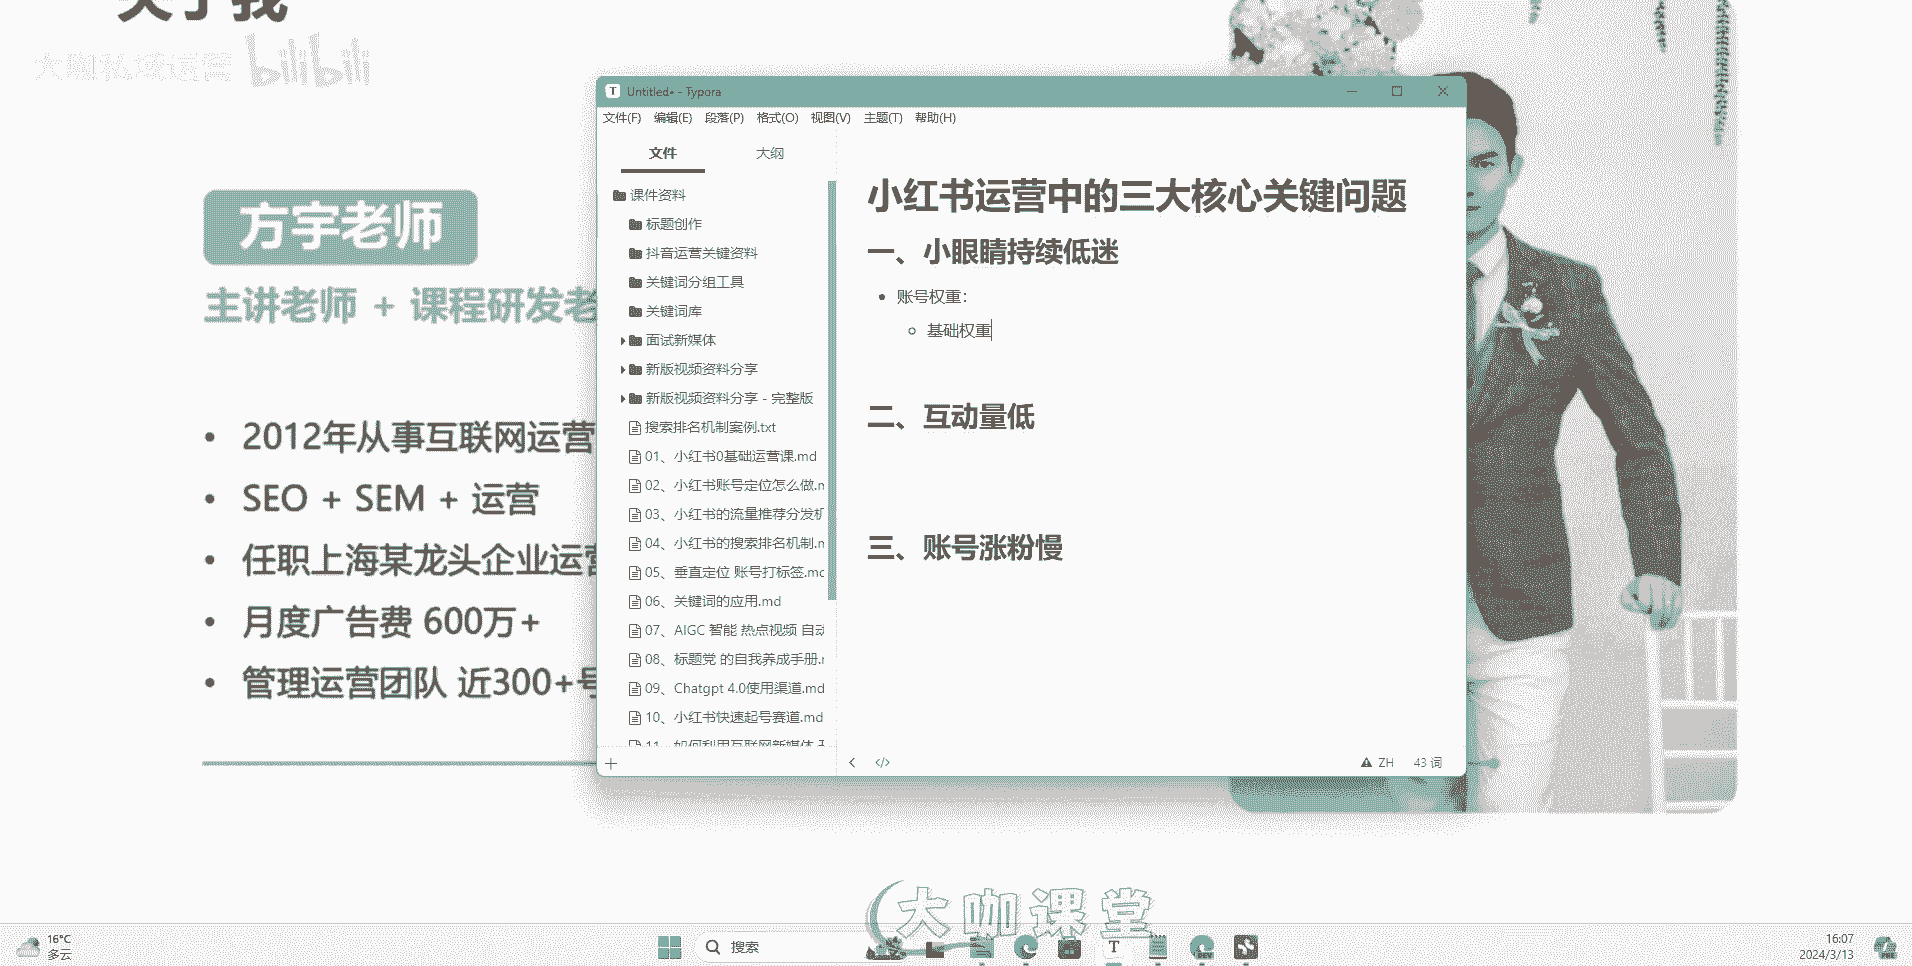 关于我
大咖私域运营 bilibili
方宇老师
主讲老师 + 课程研发老
2012年从事互联网运营
SEO + SEM + 运营
任职上海某龙头企业运营
月度广告费 600万+
管理运营团队 近300+号
Untitled• - Typora
文件(F) 编辑(E) 段落(P) 格式(O) 视图(V) 主题(T) 帮助(H)
文件 大纲
课件资料
标题创作
抖音运营关键资料
关键词分组工具
关键词库
面试新媒体
新版视频资料分享
新版视频资料分享 - 完整版
搜索排名机制案例.txt
01、小红书0基础运营课.md
02、小红书账号定位怎么做.m
03、小红书的流量推荐分发机
04、小红书的搜索排名机制.m
05、垂直定位 账号打标签.mc
06、关键词的应用.md
07、AIGC 智能 热点视频 自动
08、标题党 的自我养成手册.r
09、Chatgpt 4.0使用渠道.md
10、小红书快速起号赛道.md
11、如何利用互联网新媒体
小红书运营中的三大核心关键问题
一、小眼睛持续低迷
账号权重：
基础权重
二、互动量低
三、账号涨粉慢
ZH 43 词
大咖课堂
16°C
多云
搜索
T
DEV
16:07
2024/3/13
PRE